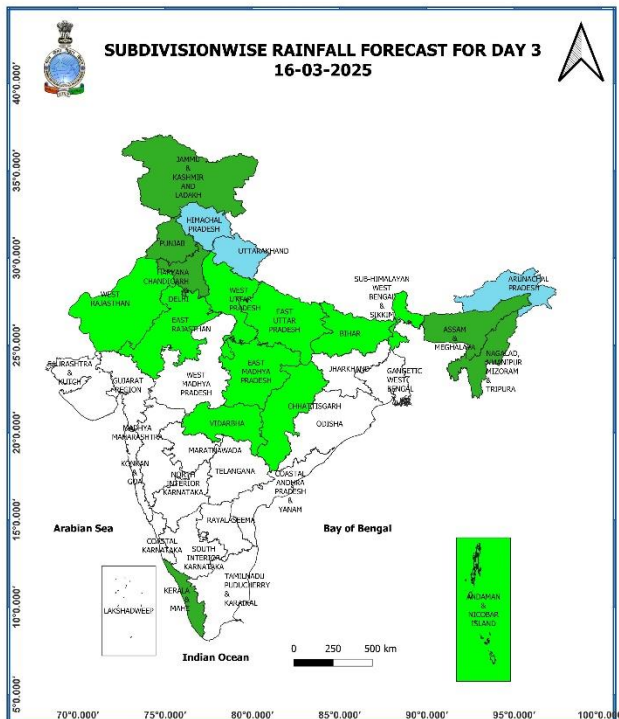 SUBDIVISIONWISE RAINFALL FORECAST FOR DAY 3
16-03-2025
40°0.000'
35°0.000'
30°0.000'
25°0.000'
20°0.000'
15°0.000'
10°0.000'
5°0.000'
JAMMU
&
KASHMIR
AND
LADAKH
HIMACHAL
PRADESH
PUNJAB
UTTARAKHAND
HARYANA
CHANDIGARH
&
DELHI
WEST
RAJASTHAN
EAST
RAJASTHAN
WEST
UTTAR
PRADESH
EAST
UTTAR
PRADESH
SUB-HIMALAYAN
WEST
BENGAL
&
SIKKIM
ARUNACHAL
PRADESH
BIHAR
ASSAM
&
MEGHALAYA
NAGALAD,
MANIPUR
MIZORAM
&
TRIPURA
SAURASHTRA
&
KUTCH
GUJARAT
REGION
WEST
MADHYA
PRADESH
EAST
MADHYA
PRADESH
JHARKHAND
GANGETIC
WEST
BENGAL
CHHATTISGARH
ODISHA
VIDARBHA
MADHYA
MAHARASHTRA
MARATHAWADA
KONKAN
&
GOA
TELANGANA
NORTH
INTERIOR
KARNATAKA
COASTAL
ANDHRA
PRADESH
&
YANAM
RAYALASEEMA
Arabian Sea
Bay of Bengal
COASTAL
KARNATAKA
SOUTH
INTERIOR
KARNATAKA
TAMILNADU
PUDUCHERRY
&
KARAIKAL
KERALA
&
MAHE
LAKSHADWEEP
ANDAMAN
&
NICOBAR
ISLAND
Indian Ocean
0 250 500 km
70°0.000' 75°0.000' 80°0.000' 85°0.000' 90°0.000' 95°0.000' 100°0.00